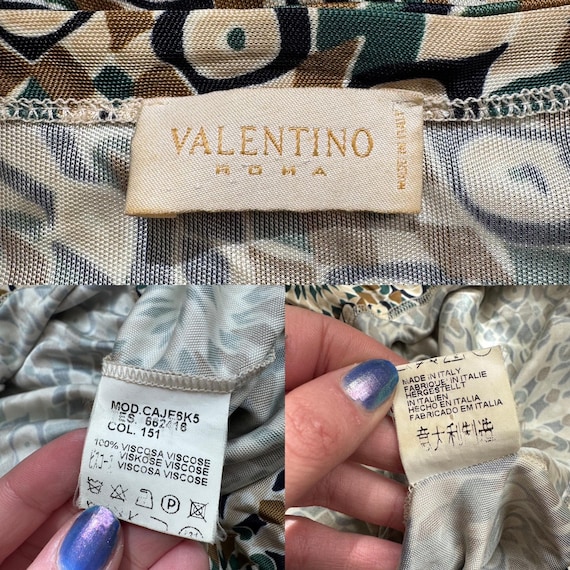 VALENTINO
ROMA
MADE IN ITALY
MOD.CAJE5K5
ES. 662418
COL. 151
100% VISCOSA VISCOSE
VISKOSE VISCOSE
VISCOSA VISCOSE
P
MADE IN ITALY
FABRIQUE EN ITALIE
HERGESTELLT
IN ITALIEN
HECHO EN ITALIA
FABRICADO EM ITALIA
意大利制造